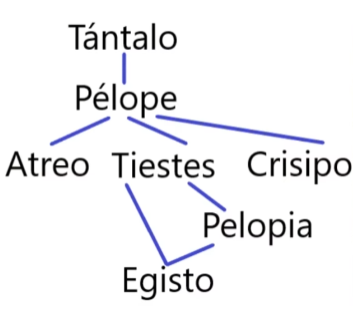 Tántalo
Pélope
Atreo Tiestes Crisipo
Pelopia
Egisto